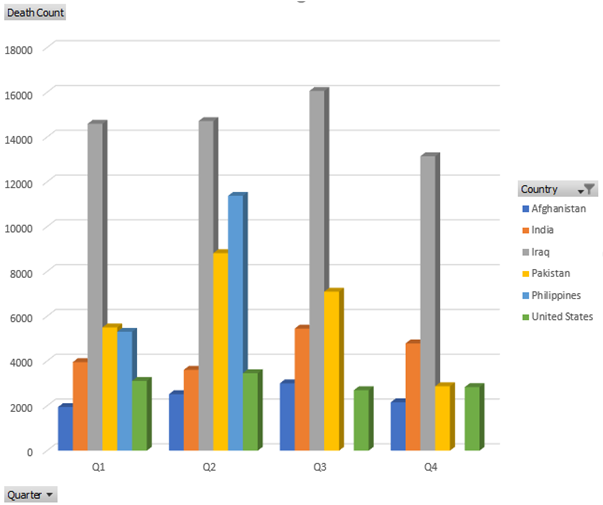 Death Count
18000
16000
14000
12000
10000
8000
6000
4000
2000
0
Q1 Q2 Q3 Q4
Quarter
Country
Afghanistan
India
Iraq
Pakistan
Philippines
United States